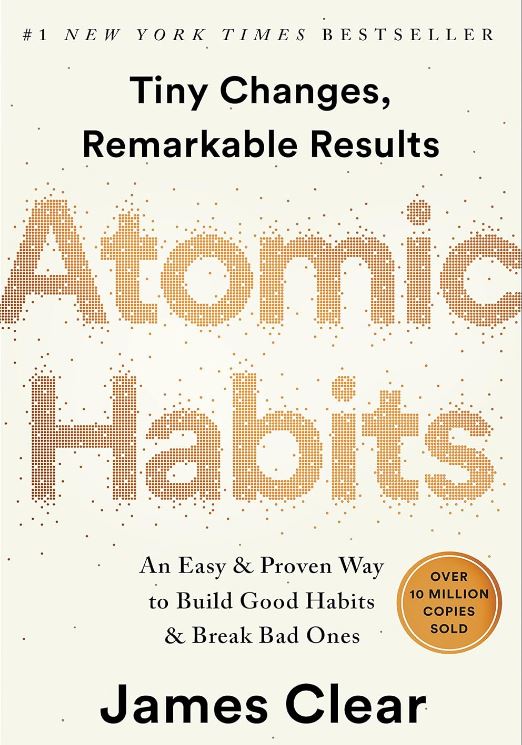 #1 NEW YORK TIMES BESTSELLER
Tiny Changes,
Remarkable Results
Atomic
Habits
An Easy & Proven Way
to Build Good Habits
& Break Bad Ones
OVER
10 MILLION
COPIES
SOLD
James Clear